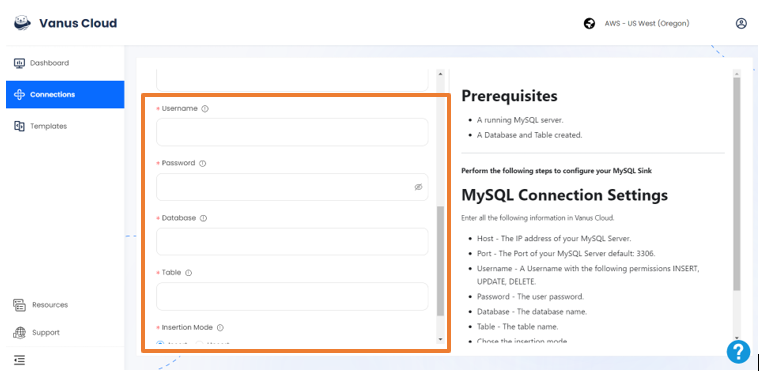 Vanus Cloud
AWS - US West (Oregon)
Dashboard
Connections
Templates
Resources
Support
* Username
* Password
* Database
* Table
* Insertion Mode
Prerequisites
• A running MySQL server.
• A Database and Table created.
Perform the following steps to configure your MySQL Sink
MySQL Connection Settings
Enter all the following information in Vanus Cloud.
• Host - The IP address of your MySQL Server.
• Port - The Port of your MySQL Server default: 3306.
• Username - A Username with the following permissions INSERT,
UPDATE, DELETE.
• Password - The user password.
• Database - The database name.
• Table - The table name.
• Chose the insertion mode
?